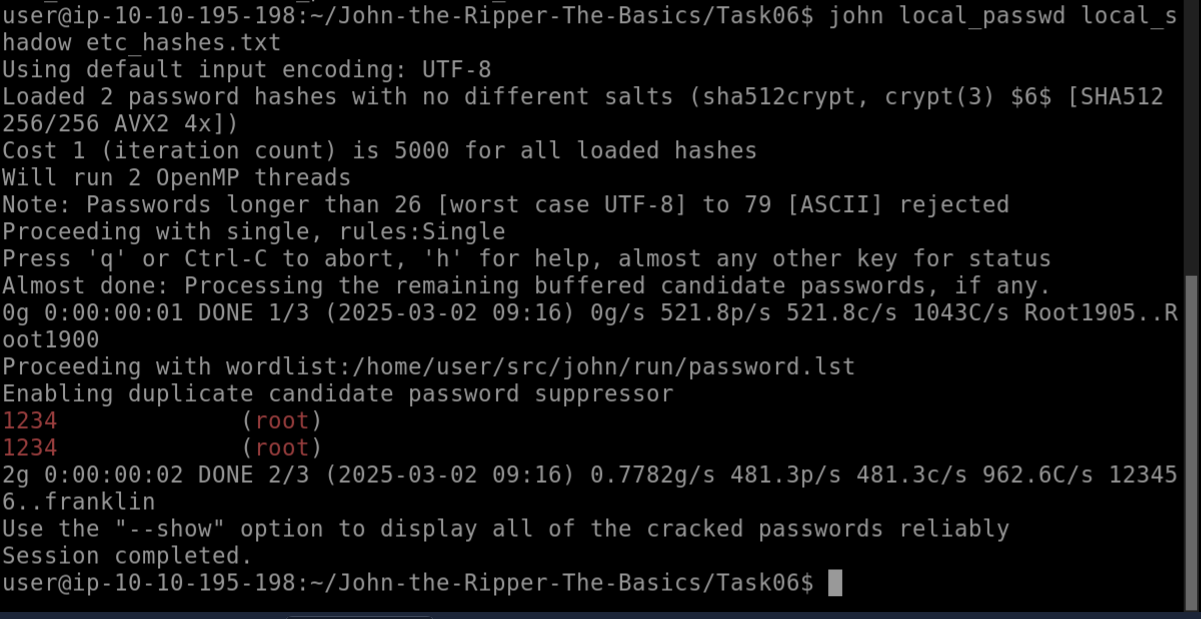 user@ip-10-10-195-198:~/John-the-Ripper-The-Basics/Task06$ john local_passwd local_s
hadow etc_hashes.txt
Using default input encoding: UTF-8
Loaded 2 password hashes with no different salts (sha512crypt, crypt(3) $6$ [SHA512
256/256 AVX2 4x])
Cost 1 (iteration count) is 5000 for all loaded hashes
Will run 2 OpenMP threads
Note: Passwords longer than 26 [worst case UTF-8] to 79 [ASCII] rejected
Proceeding with single, rules:Single
Press 'q' or Ctrl-C to abort, 'h' for help, almost any other key for status
Almost done: Processing the remaining buffered candidate passwords, if any.
0g 0:00:00:01 DONE 1/3 (2025-03-02 09:16) 0g/s 521.8p/s 521.8c/s 1043C/s Root1905..R
oot1900
Proceeding with wordlist:/home/user/src/john/run/password.lst
Enabling duplicate candidate password suppressor
1234             (root)
1234             (root)
2g 0:00:00:02 DONE 2/3 (2025-03-02 09:16) 0.7782g/s 481.3p/s 481.3c/s 962.6C/s 12345
6..franklin
Use the "--show" option to display all of the cracked passwords reliably
Session completed.
user@ip-10-10-195-198:~/John-the-Ripper-The-Basics/Task06$